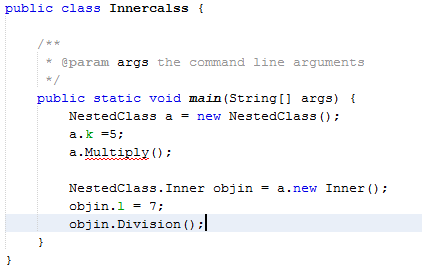 public class Innercalss {
/**
* @param args the command line arguments
*/
public static void main(String[] args) {
NestedClass a = new NestedClass();
a.k =5;
a.Multiply();
NestedClass.Inner objin = a.new Inner();
objin.l = 7;
objin.Division();
}
}